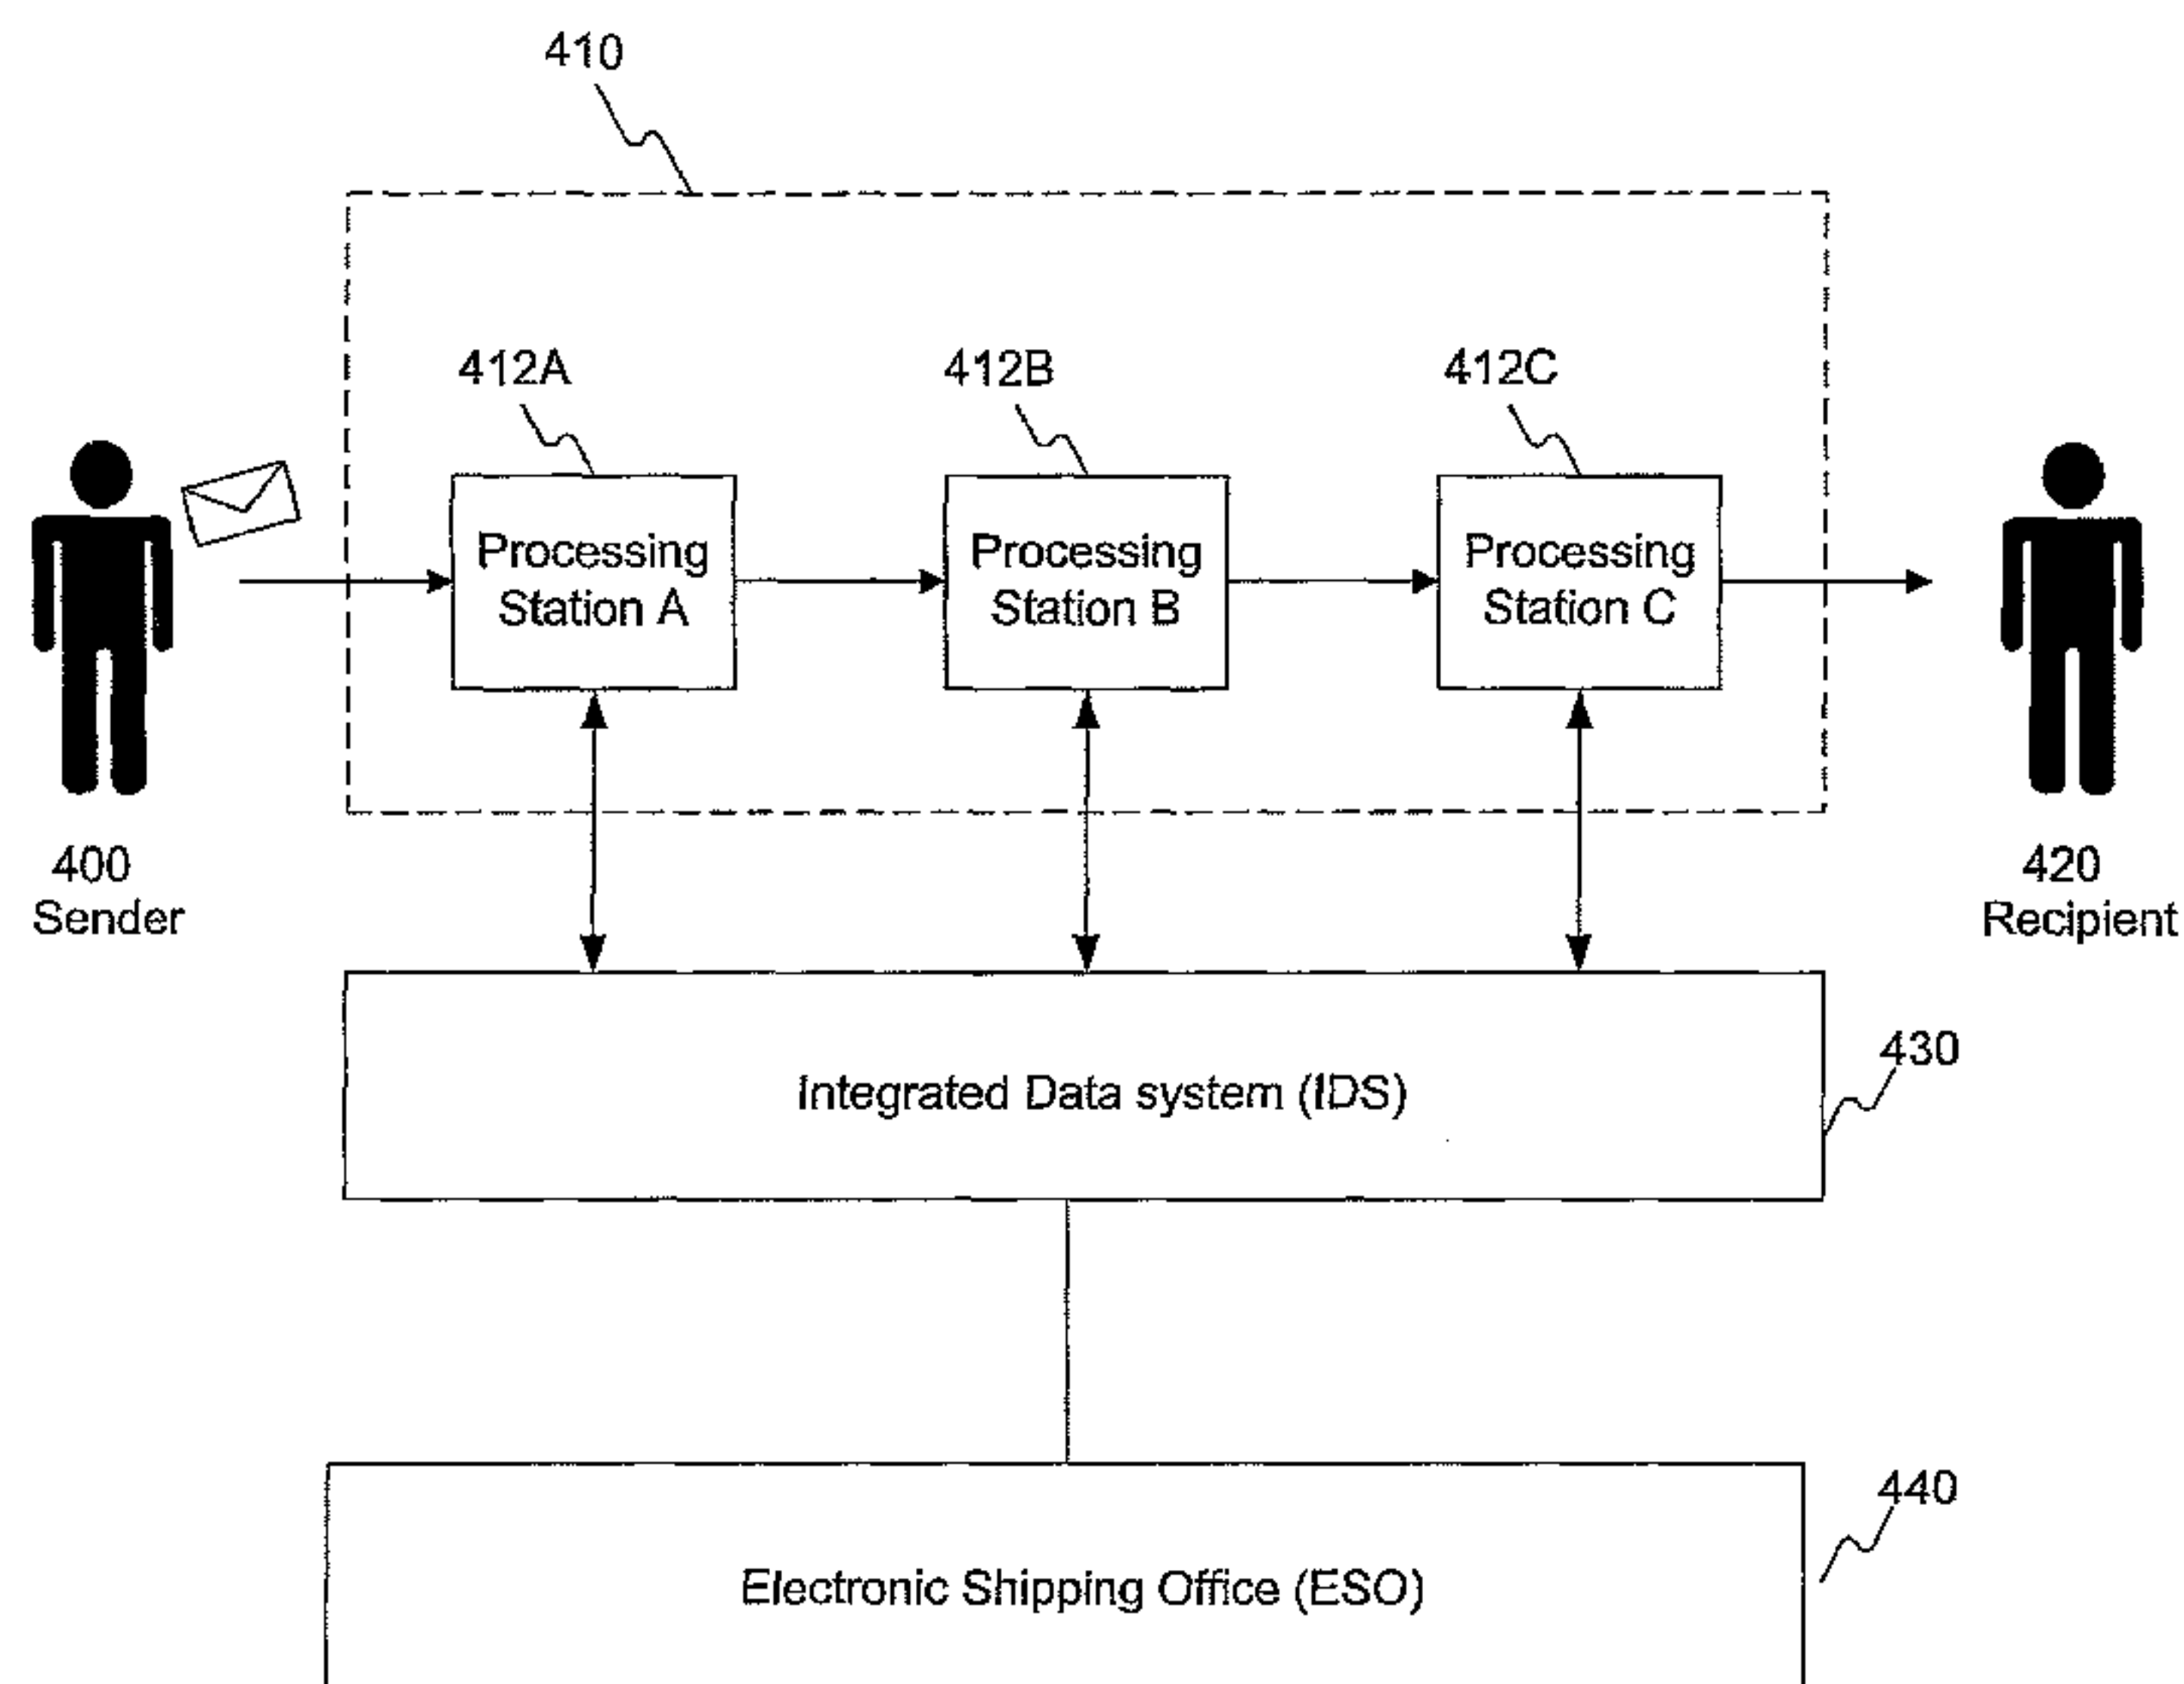 410
412A
412B
412C
Processing
Station A
Processing
Station B
Processing
Station C
400
Sender
420
Recipient
430
Integrated Data system (IDS)
440
Electronic Shipping Office (ESO)